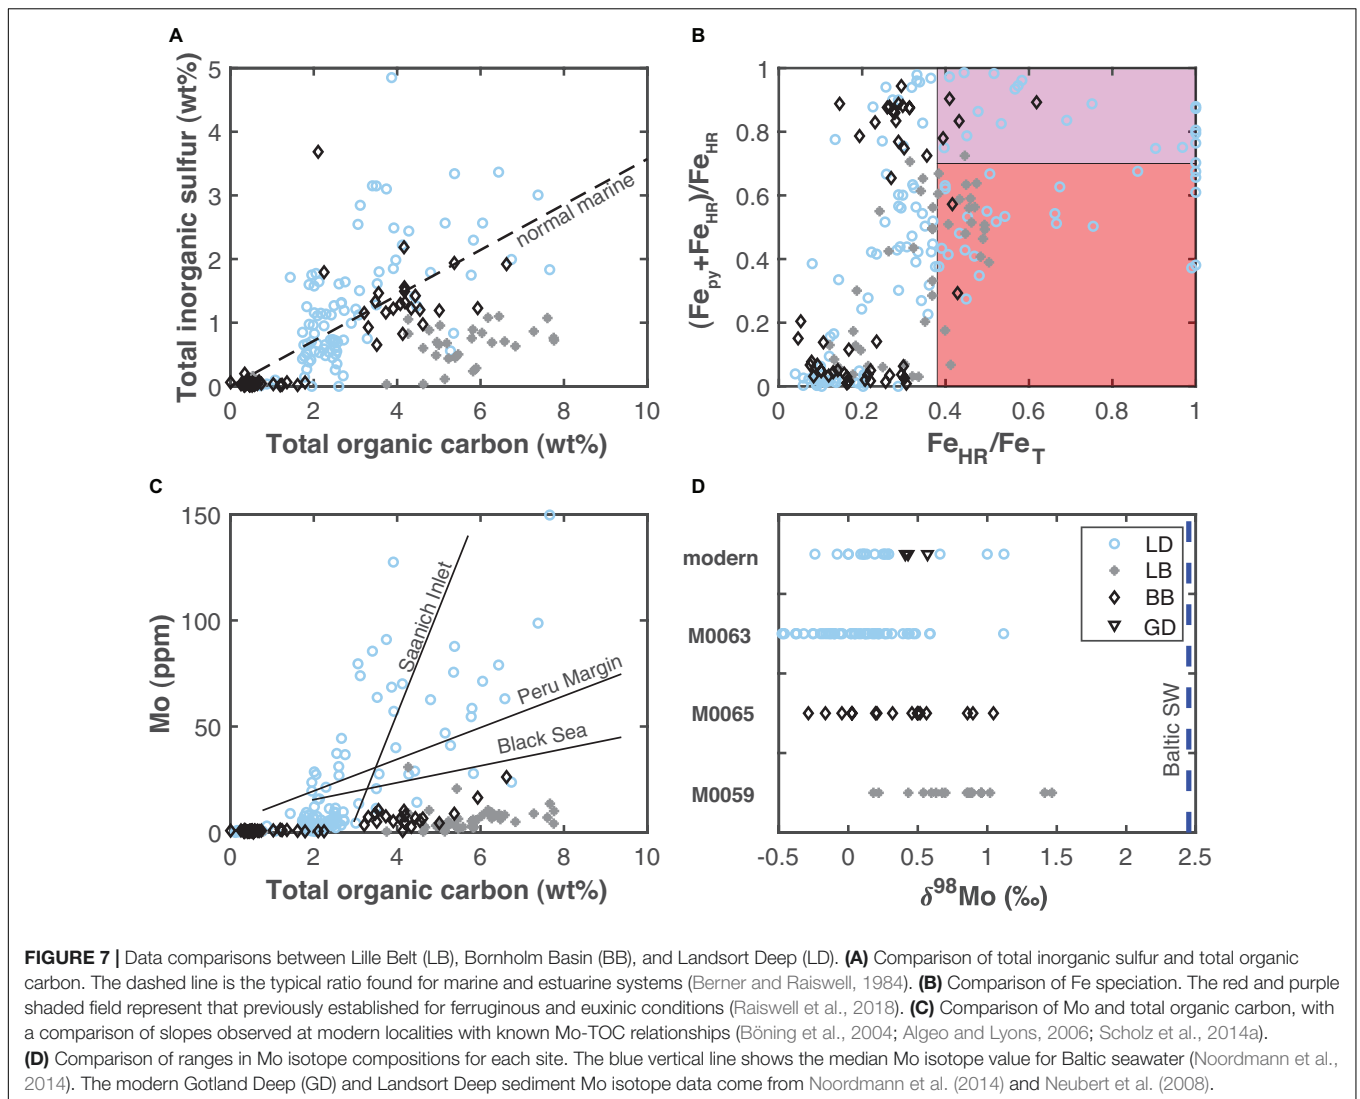 A
Total inorganic sulfur (wt%)
5
4
3
2
1
0
normal marine
0 2 4 6 8 10
Total organic carbon (wt%)
B
(Fepy+FeHR)/FeHR
1
0.8
0.6
0.4
0.2
0
0 0.2 0.4 0.6 0.8 1
FeHR/FeT
C
Mo (ppm)
150
100
50
0
Saanich Inlet
Peru Margin
Black Sea
0 2 4 6 8 10
Total organic carbon (wt%)
D
modern
M0063
M0065
M0059
LD
LB
BB
GD
Baltic SW
-0.5 0 0.5 1 1.5 2 2.5
δ98Mo (‰)
FIGURE 7 | Data comparisons between Lille Belt (LB), Bornholm Basin (BB), and Landsort Deep (LD). (A) Comparison of total inorganic sulfur and total organic
carbon. The dashed line is the typical ratio found for marine and estuarine systems (Berner and Raiswell, 1984). (B) Comparison of Fe speciation. The red and purple
shaded field represent that previously established for ferruginous and euxinic conditions (Raiswell et al., 2018). (C) Comparison of Mo and total organic carbon, with
a comparison of slopes observed at modern localities with known Mo-TOC relationships (Böning et al., 2004; Algeo and Lyons, 2006; Scholz et al., 2014a).
(D) Comparison of ranges in Mo isotope compositions for each site. The blue vertical line shows the median Mo isotope value for Baltic seawater (Noordmann et al.,
2014). The modern Gotland Deep (GD) and Landsort Deep sediment Mo isotope data come from Noordmann et al. (2014) and Neubert et al. (2008).